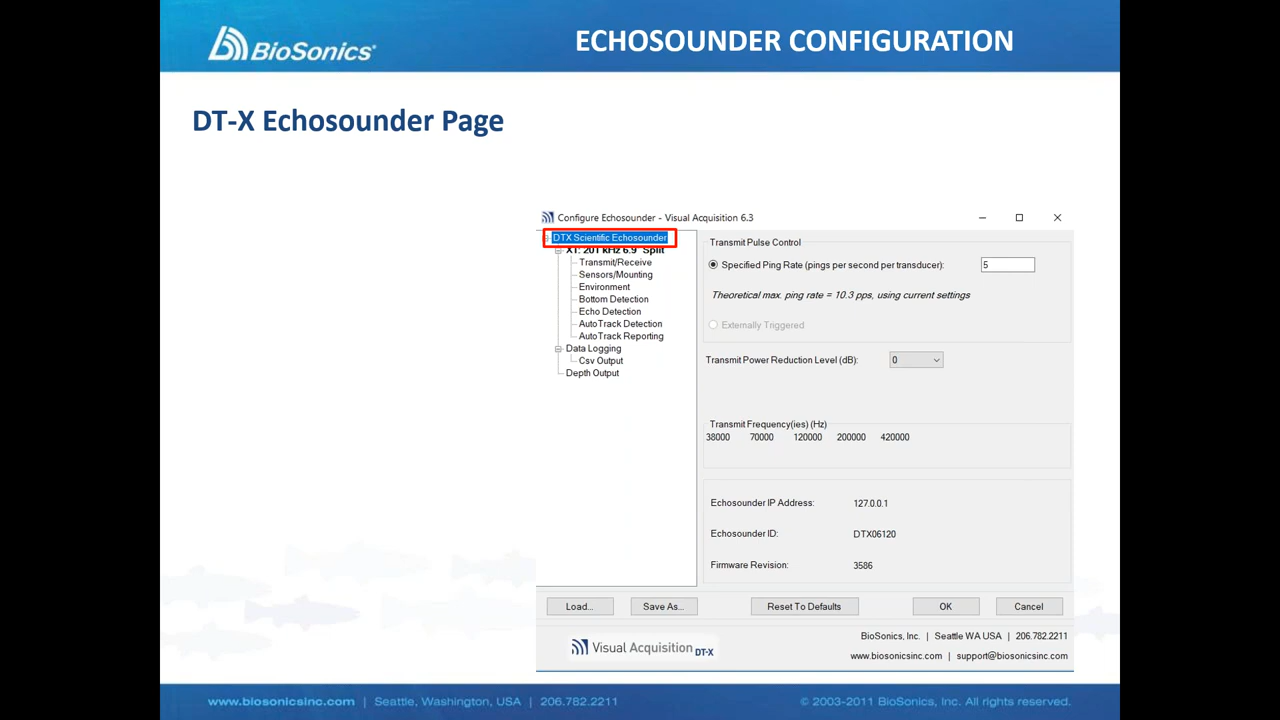 BioSonics
ECHOSOUNDER CONFIGURATION
DT-X Echosounder Page
Configure Echosounder - Visual Acquisition 6.3
DTX Scientific Echosounder
X1: 201 kHz 6.9 Split
Transmit/Receive
Sensors/Mounting
Environment
Bottom Detection
Echo Detection
AutoTrack Detection
AutoTrack Reporting
Data Logging
Csv Output
Depth Output
Transmit Pulse Control
Specified Ping Rate (pings per second per transducer): 5
Theoretical max. ping rate = 10.3 pps, using current settings
Externally Triggered
Transmit Power Reduction Level (dB): 0
Transmit Frequency(ies) (Hz)
38000 70000 120000 200000 420000
Echosounder IP Address: 127.0.0.1
Echosounder ID: DTX06120
Firmware Revision: 3586
Load... Save As... Reset To Defaults OK Cancel
Visual Acquisition DT-X
BioSonics, Inc. | Seattle WA USA | 206.782.2211
www.biosonicsinc.com | support@biosonicsinc.com
www.biosonicsinc.com | Seattle, Washington, USA | 206.782.2211
© 2003-2011 BioSonics, Inc. All rights reserved.